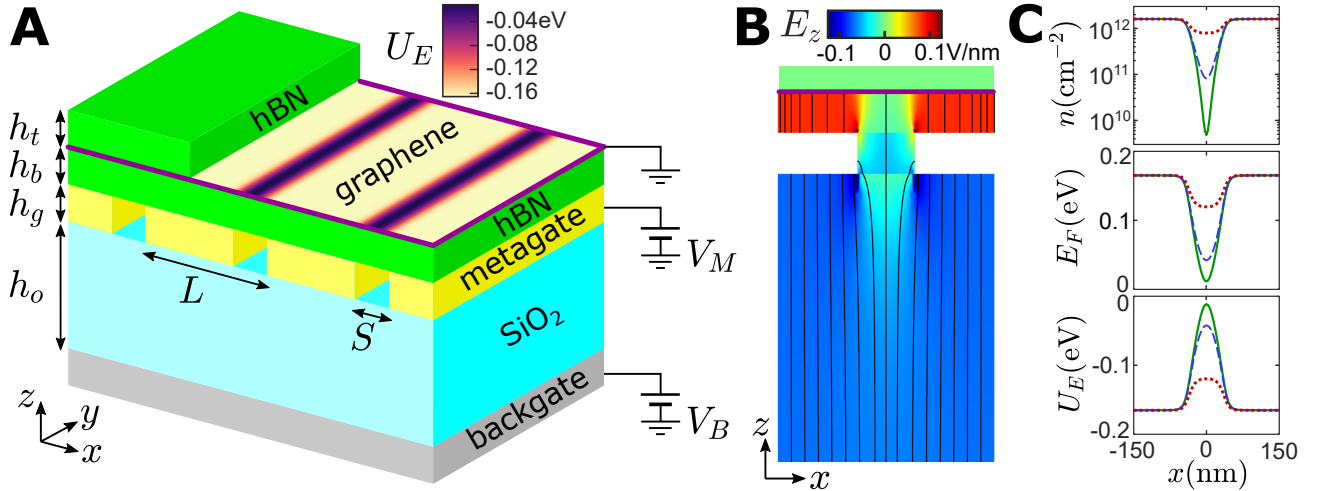 A
U_E
-0.04eV
-0.08
-0.12
-0.16
hBN
graphene
h_t
h_b
h_g
h_o
hBN
metagate
V_M
L
S
SiO₂
backgate
V_B
z
y
x
B
E_z
-0.1 0 0.1V/nm
z
x
C
n(cm⁻²)
10¹²
10¹¹
10¹⁰
E_F(eV)
0.2
0.1
0
U_E(eV)
0
-0.1
-0.2
-150 0 150
x(nm)